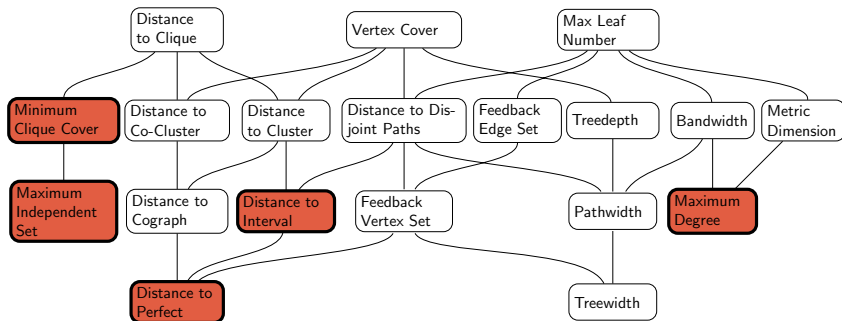 Distance
to Clique
Vertex Cover
Max Leaf
Number
Minimum
Clique Cover
Distance to
Co-Cluster
Distance
to Cluster
Distance to Dis-
joint Paths
Feedback
Edge Set
Treedepth
Bandwidth
Metric
Dimension
Maximum
Independent
Set
Distance to
Cograph
Distance to
Interval
Feedback
Vertex Set
Pathwidth
Maximum
Degree
Distance to
Perfect
Treewidth